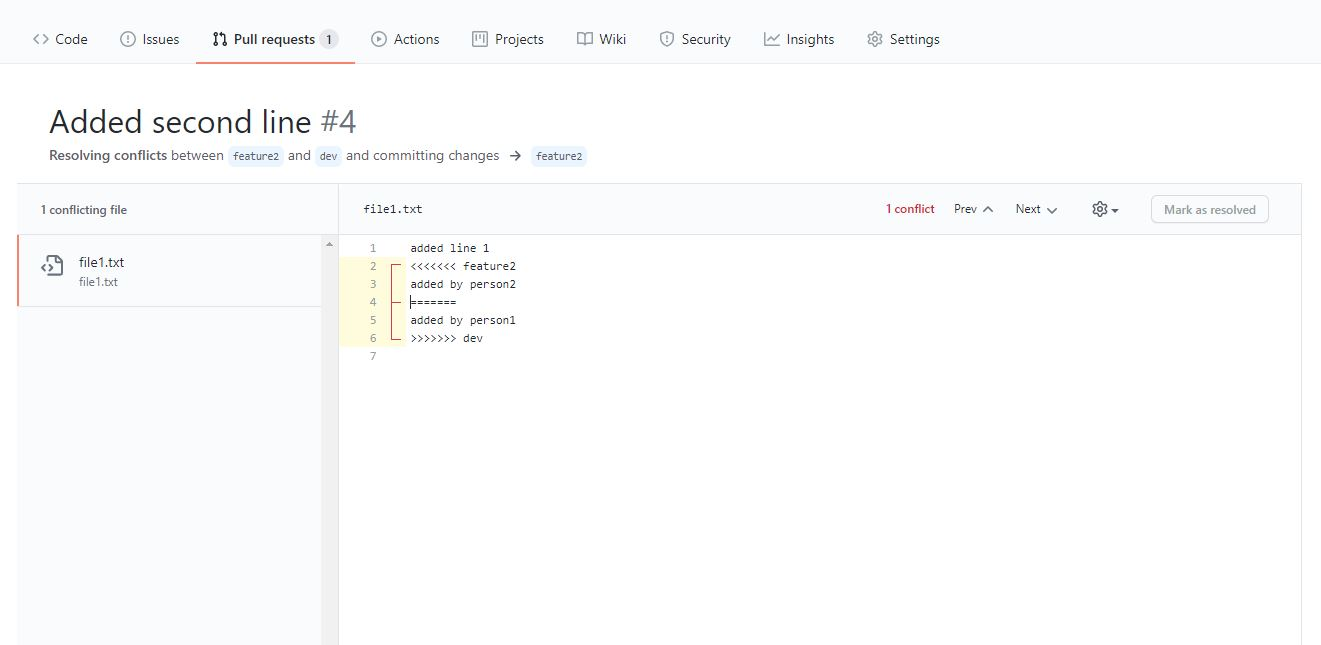 Code Issues Pull requests 1 Actions Projects Wiki Security Insights Settings
Added second line #4
Resolving conflicts between feature2 and dev and committing changes → feature2
1 conflicting file
file1.txt
file1.txt
file1.txt 1 conflict Prev Next Mark as resolved
1 added line 1
2 <<<<<<< feature2
3 added by person2
4 =======
5 added by person1
6 >>>>>>> dev
7